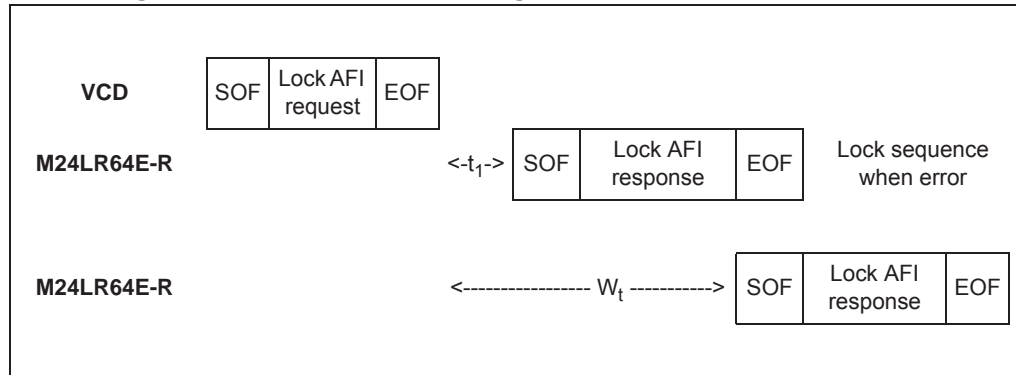 VCD SOF Lock AFI request EOF
M24LR64E-R <-t1-> SOF Lock AFI response EOF Lock sequence when error
M24LR64E-R <----------------- Wt -----------> SOF Lock AFI response EOF